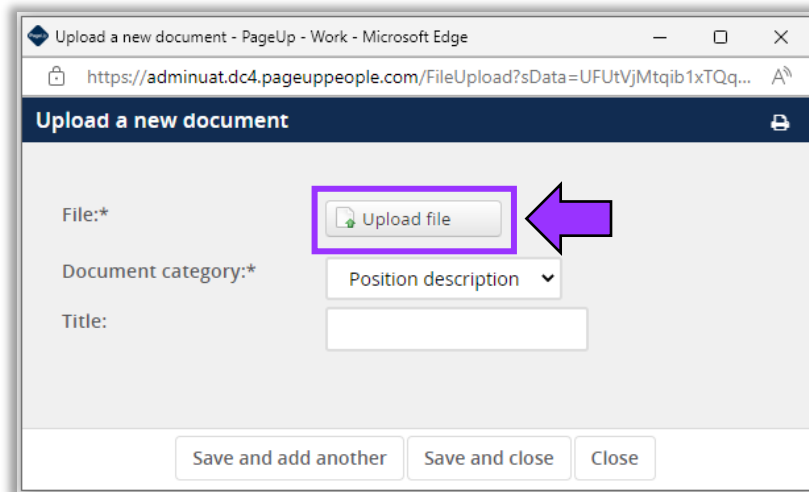 Upload a new document - PageUp - Work - Microsoft Edge
https://adminuat.dc4.pageuppeople.com/FileUpload?sData=UFUtVjMtqib1xTQq...
Upload a new document
File:*
Upload file
Document category:*
Position description
Title:
Save and add another
Save and close
Close